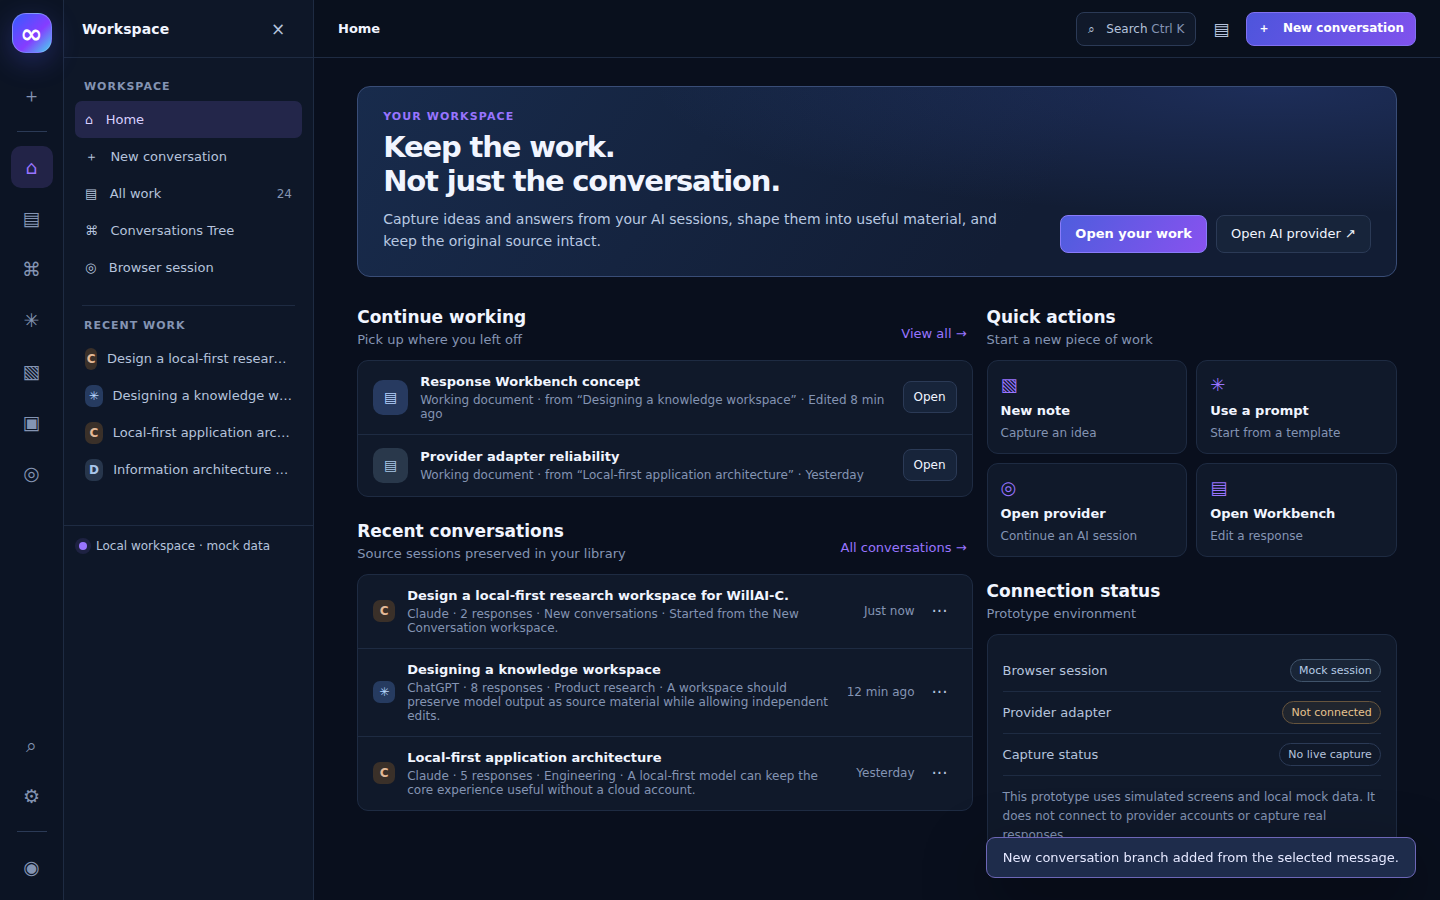 ∞
Workspace
×
WORKSPACE
Home
New conversation
All work 24
Conversations Tree
Browser session
RECENT WORK
C Design a local-first resear…
Designing a knowledge w…
C Local-first application arc…
D Information architecture …
Local workspace · mock data
Home
Search Ctrl K
+ New conversation
YOUR WORKSPACE
Keep the work.
Not just the conversation.
Capture ideas and answers from your AI sessions, shape them into useful material, and
keep the original source intact.
Open your work
Open AI provider ↗
Continue working
Pick up where you left off
View all →
Response Workbench concept
Working document · from “Designing a knowledge workspace” · Edited 8 min
ago
Open
Provider adapter reliability
Working document · from “Local-first application architecture” · Yesterday
Open
Recent conversations
Source sessions preserved in your library
All conversations →
C
Design a local-first research workspace for WillAI-C.
Claude · 2 responses · New conversations · Started from the New
Conversation workspace.
Just now ···
Designing a knowledge workspace
ChatGPT · 8 responses · Product research · A workspace should
preserve model output as source material while allowing independent
edits.
12 min ago ···
C
Local-first application architecture
Claude · 5 responses · Engineering · A local-first model can keep the
core experience useful without a cloud account.
Yesterday ···
Quick actions
Start a new piece of work
New note
Capture an idea
Use a prompt
Start from a template
Open provider
Continue an AI session
Open Workbench
Edit a response
Connection status
Prototype environment
Browser session Mock session
Provider adapter Not connected
Capture status No live capture
This prototype uses simulated screens and local mock data. It
does not connect to provider accounts or capture real
responses.
New conversation branch added from the selected message.